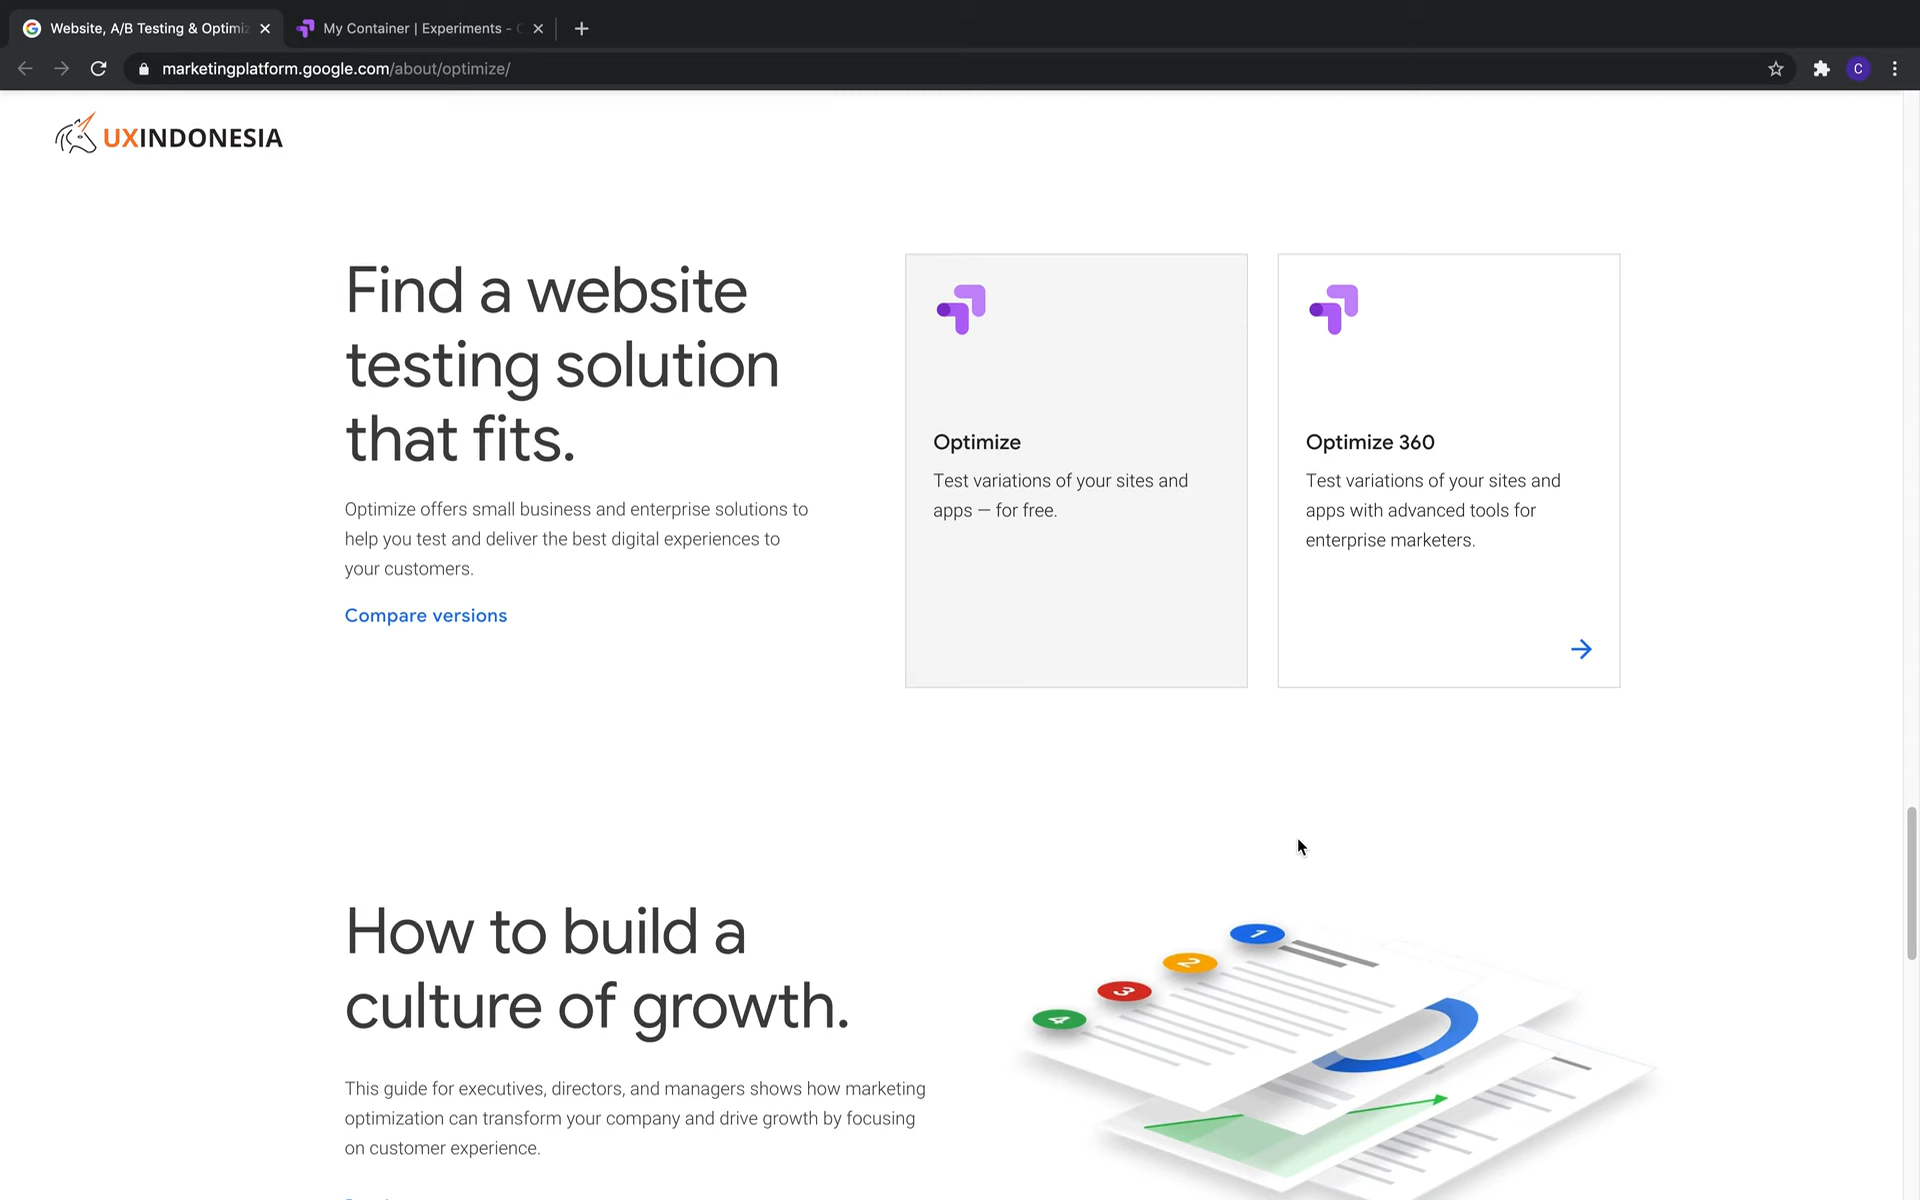 Website, A/B Testing & Optimiz
My Container | Experiments -
marketingplatform.google.com/about/optimize/
C
UXINDONESIA
Find a website
testing solution
that fits.
Optimize offers small business and enterprise solutions to
help you test and deliver the best digital experiences to
your customers.
Compare versions
Optimize
Test variations of your sites and
apps — for free.
Optimize 360
Test variations of your sites and
apps with advanced tools for
enterprise marketers.
How to build a
culture of growth.
This guide for executives, directors, and managers shows how marketing
optimization can transform your company and drive growth by focusing
on customer experience.
1
2
3
4